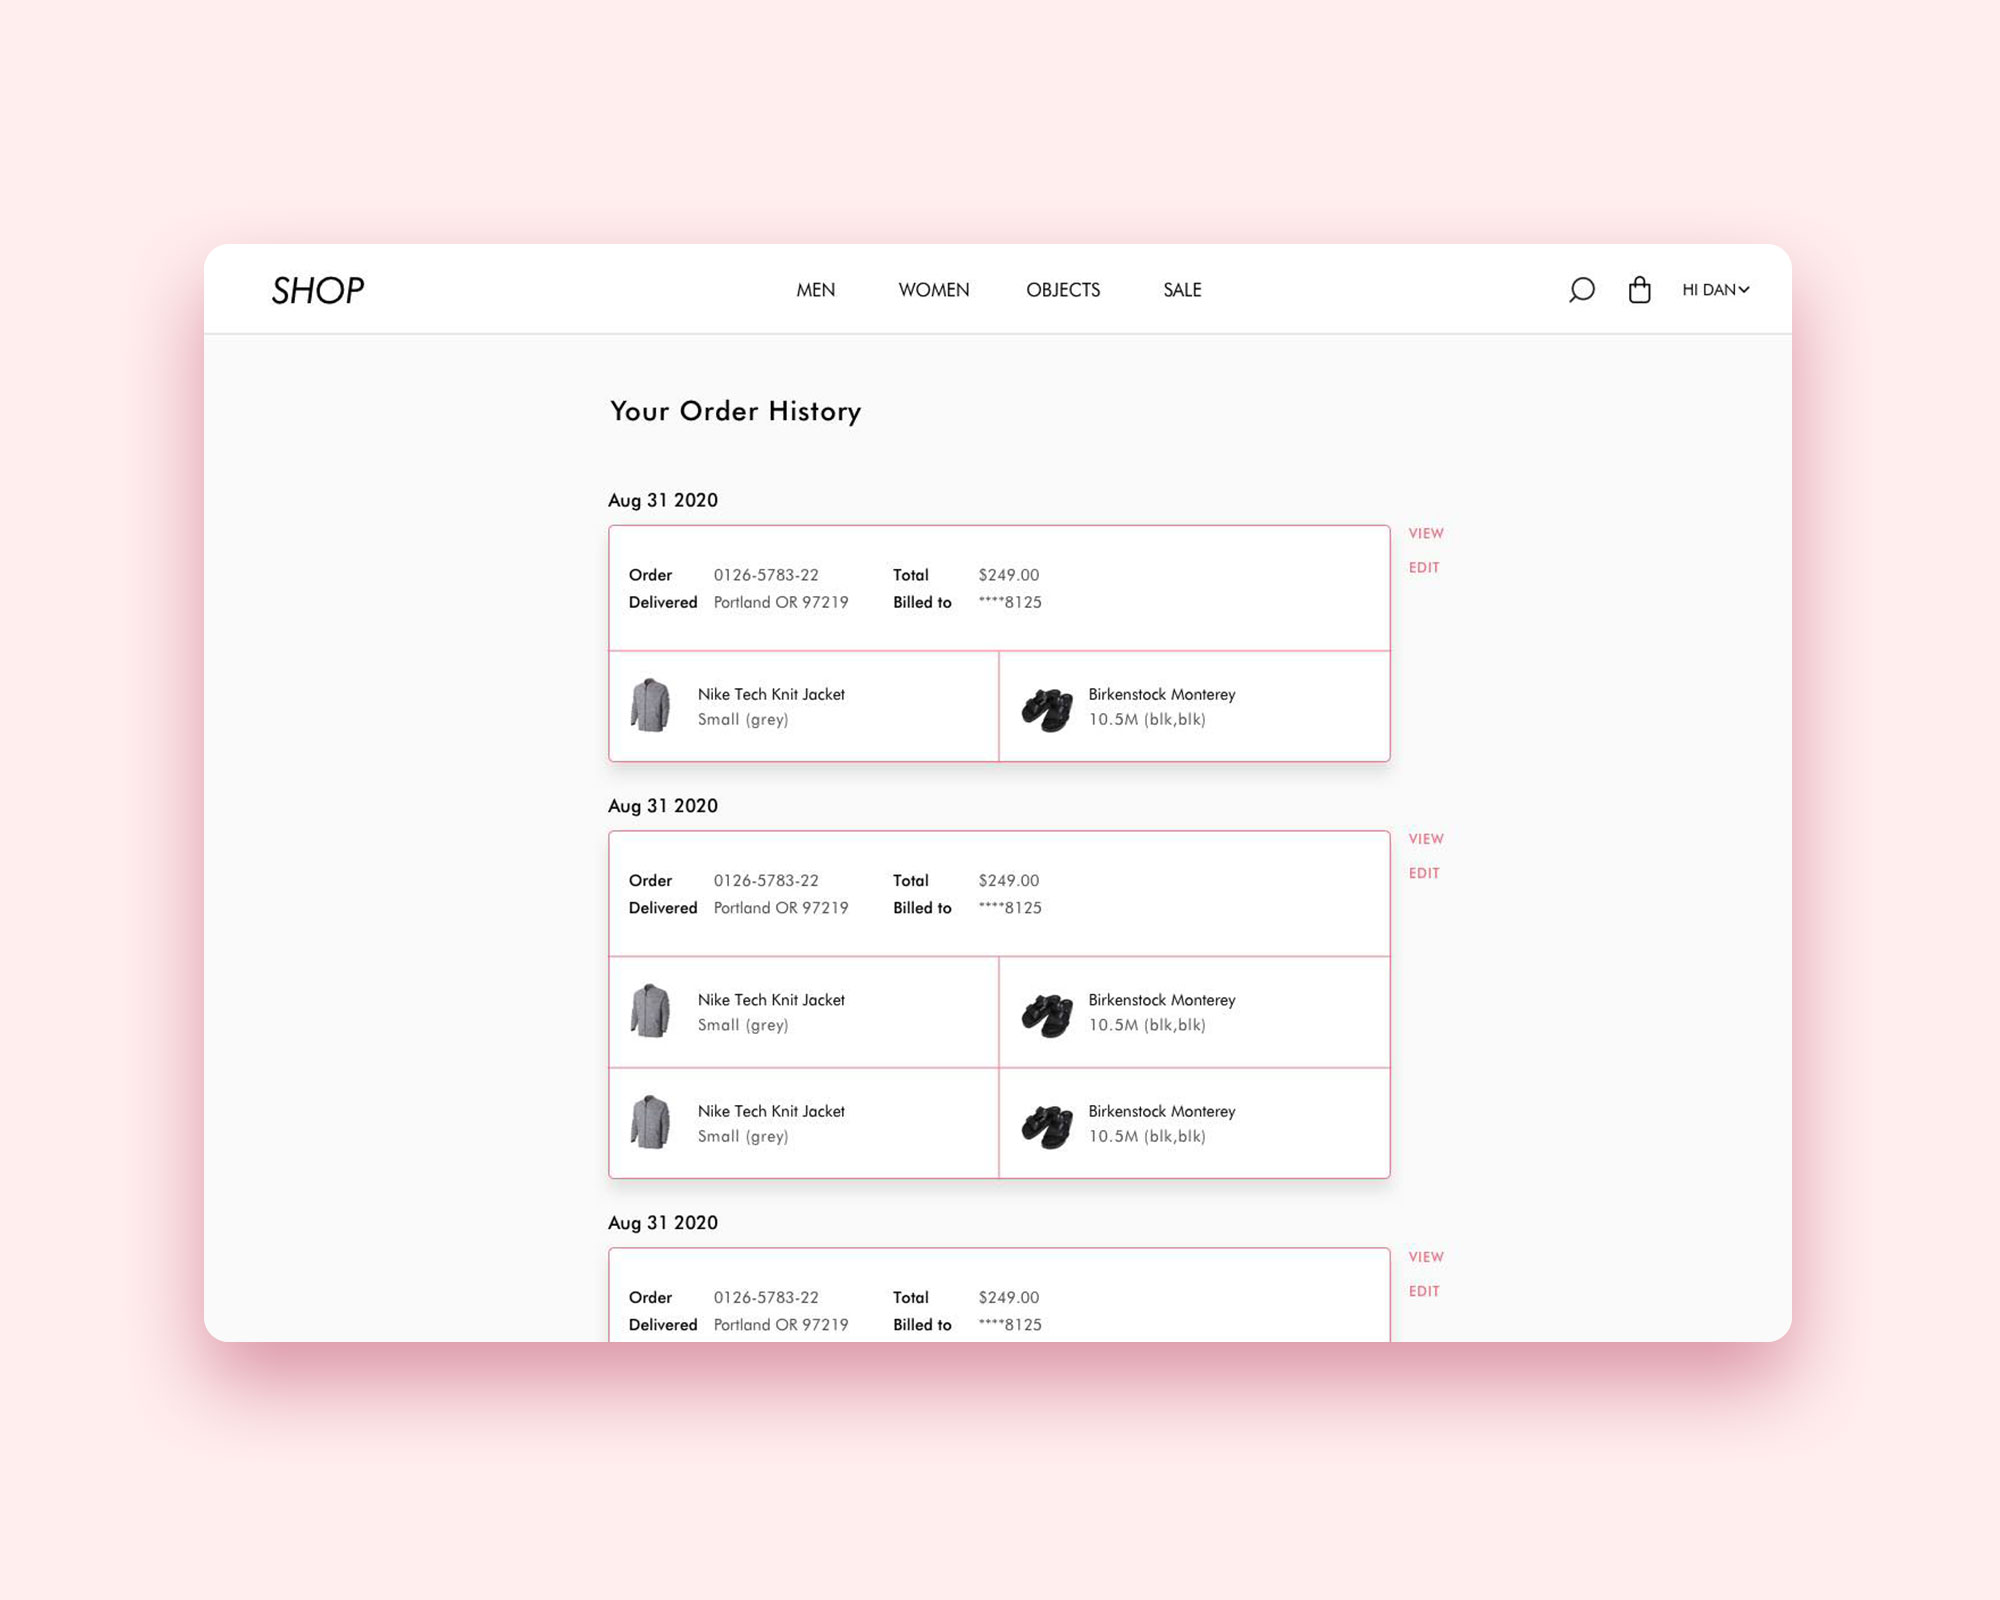 SHOP
MEN WOMEN OBJECTS SALE
HI DAN
Your Order History
Aug 31 2020
VIEW
EDIT
Order 0126-5783-22 Total $249.00
Delivered Portland OR 97219 Billed to ****8125
Nike Tech Knit Jacket
Small (grey)
Birkenstock Monterey
10.5M (blk,blk)
Aug 31 2020
VIEW
EDIT
Order 0126-5783-22 Total $249.00
Delivered Portland OR 97219 Billed to ****8125
Nike Tech Knit Jacket
Small (grey)
Birkenstock Monterey
10.5M (blk,blk)
Nike Tech Knit Jacket
Small (grey)
Birkenstock Monterey
10.5M (blk,blk)
Aug 31 2020
VIEW
EDIT
Order 0126-5783-22 Total $249.00
Delivered Portland OR 97219 Billed to ****8125